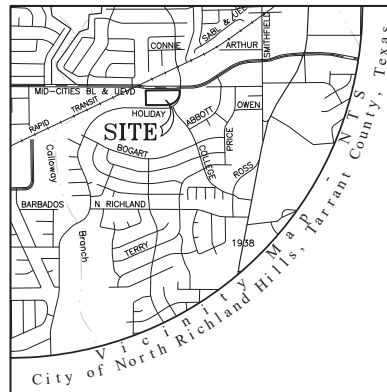 CONNIE
SABL & UEE
ARTHUR
SMITHFIELD
MID-CITIES BL & UEVD
RAPID TRANSIT
HOLIDAY
SITE
ABBOTT
OWEN
BOGART
COLLEGE
PRICE
ROSS
Calloway
BARBADOS
N RICHLAND
TERRY
1938
Branch
Vicinity Map - NTS
City of North Richland Hills, Tarrant County, Texas